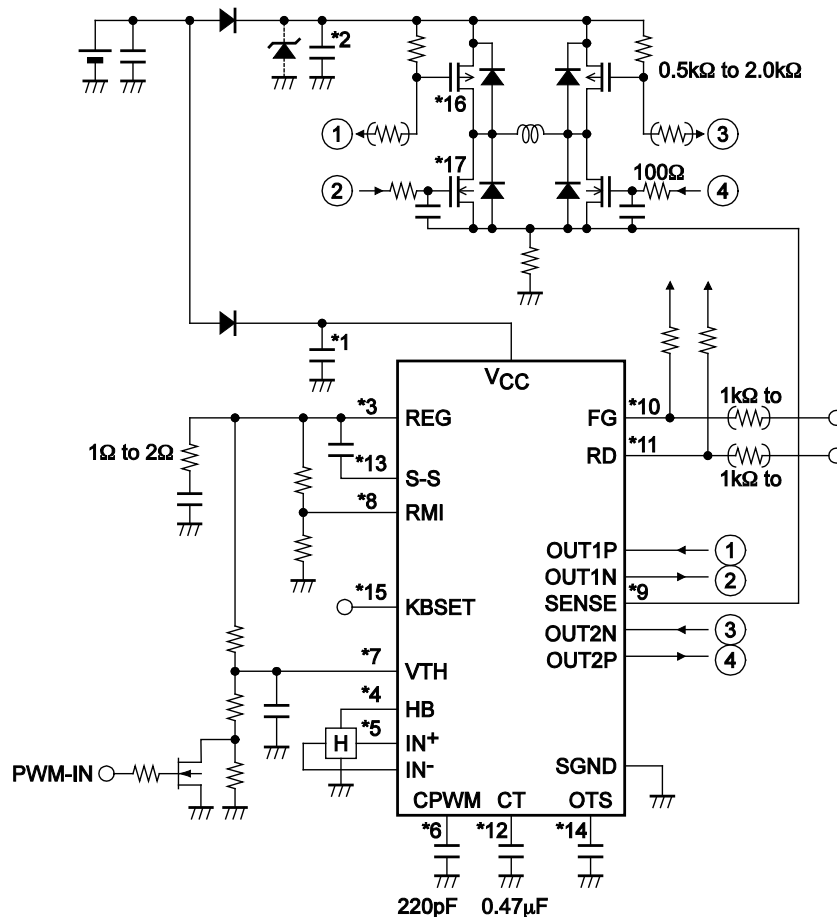 *2
0.5kΩ to 2.0kΩ
*16
1
3
*17
100Ω
2
4
*1
VCC
*3
REG
FG
*10
1kΩ to
1Ω to 2Ω
*13
S-S
RD
*11
1kΩ to
*8
RMI
OUT1P
1
OUT1N
2
*15
KBSET
SENSE
*9
OUT2N
3
*7
VTH
OUT2P
4
*4
HB
H
*5
IN+
IN-
PWM-IN
SGND
CPWM
CT
OTS
*6
*12
*14
220pF
0.47μF